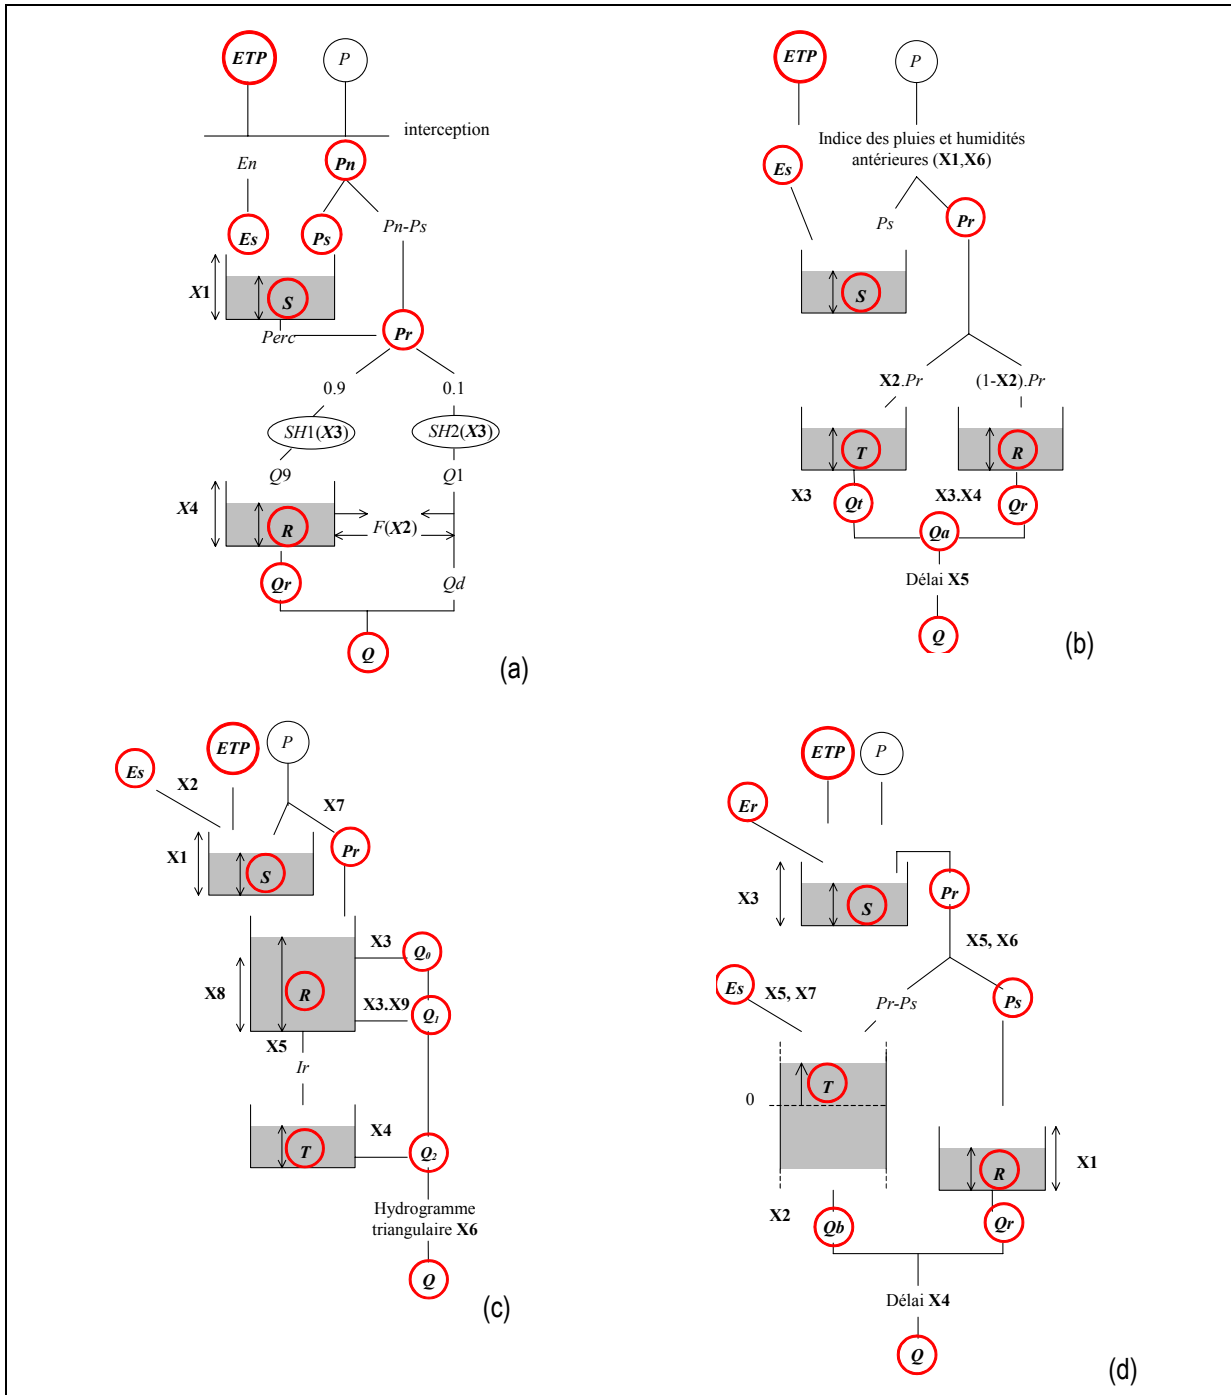 ETP
P
interception
En
Pn
Es
Ps
Pn-Ps
X1
S
Perc
Pr
0.9
0.1
SH1(X3)
SH2(X3)
Q9
Q1
X4
R
F(X2)
Qr
Qd
Q
(a)
ETP
P
Indice des pluies et humidités
antérieures (X1,X6)
Es
Ps
Pr
S
X2.Pr
(1-X2).Pr
T
R
X3
Qt
X3.X4
Qr
Qa
Délai X5
Q
(b)
ETP
P
Es
X2
X7
X1
Pr
S
X3
Q0
X8
R
X3.X9
Q1
X5
Ir
T
X4
Q2
Hydrogramme
triangulaire X6
Q
(c)
ETP
P
Er
X3
S
Pr
X5, X6
Es
X5, X7
Pr-Ps
Ps
T
0
R
X1
X2
Qb
Qr
Délai X4
Q
(d)